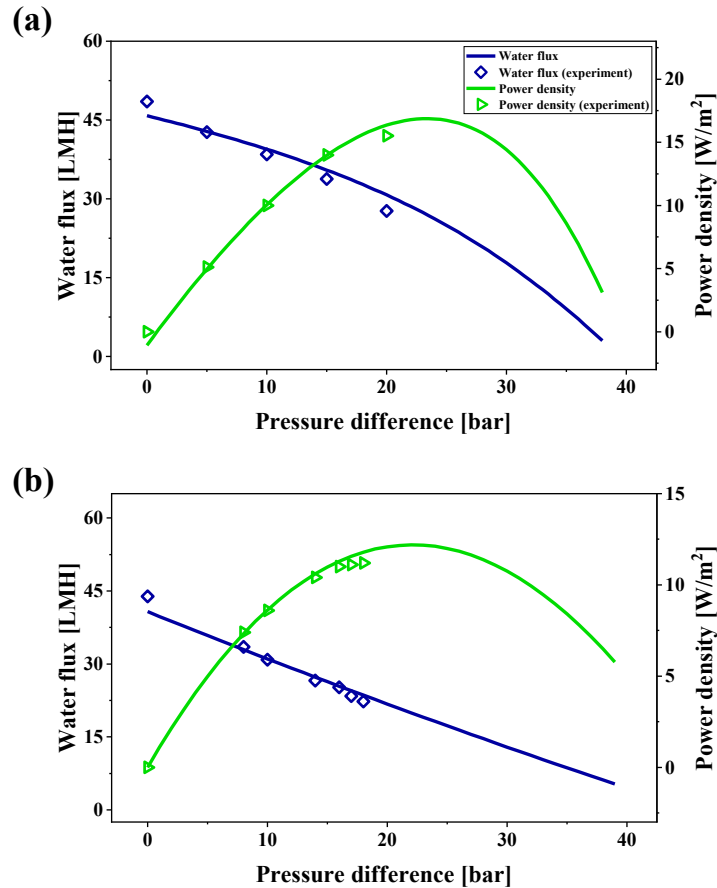 (a)
60
45
30
15
0
Water flux [LMH]
Water flux
Water flux (experiment)
Power density
Power density (experiment)
20
15
10
5
0
Power density [W/m²]
0
10
20
30
40
Pressure difference [bar]
(b)
60
45
30
15
0
Water flux [LMH]
15
10
5
0
Power density [W/m²]
0
10
20
30
40
Pressure difference [bar]